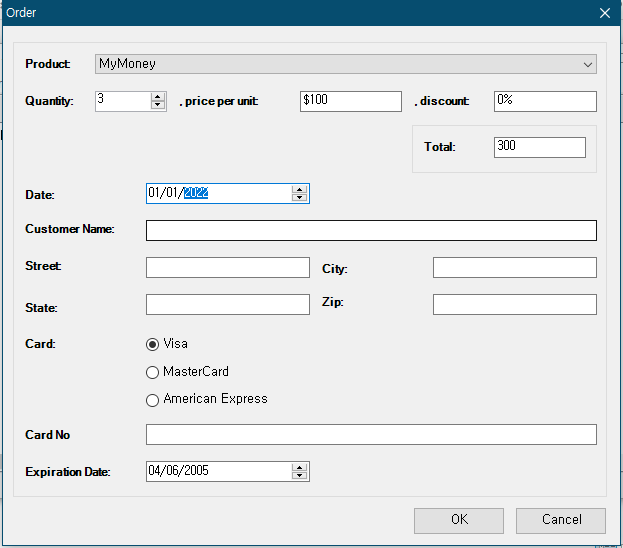 Order
Product: MyMoney
Quantity: 3 , price per unit: $100 , discount: 0%
Total: 300
Date: 01/01/2022
Customer Name:
Street: City:
State: Zip:
Card: Visa
MasterCard
American Express
Card No
Expiration Date: 04/06/2005
OK Cancel